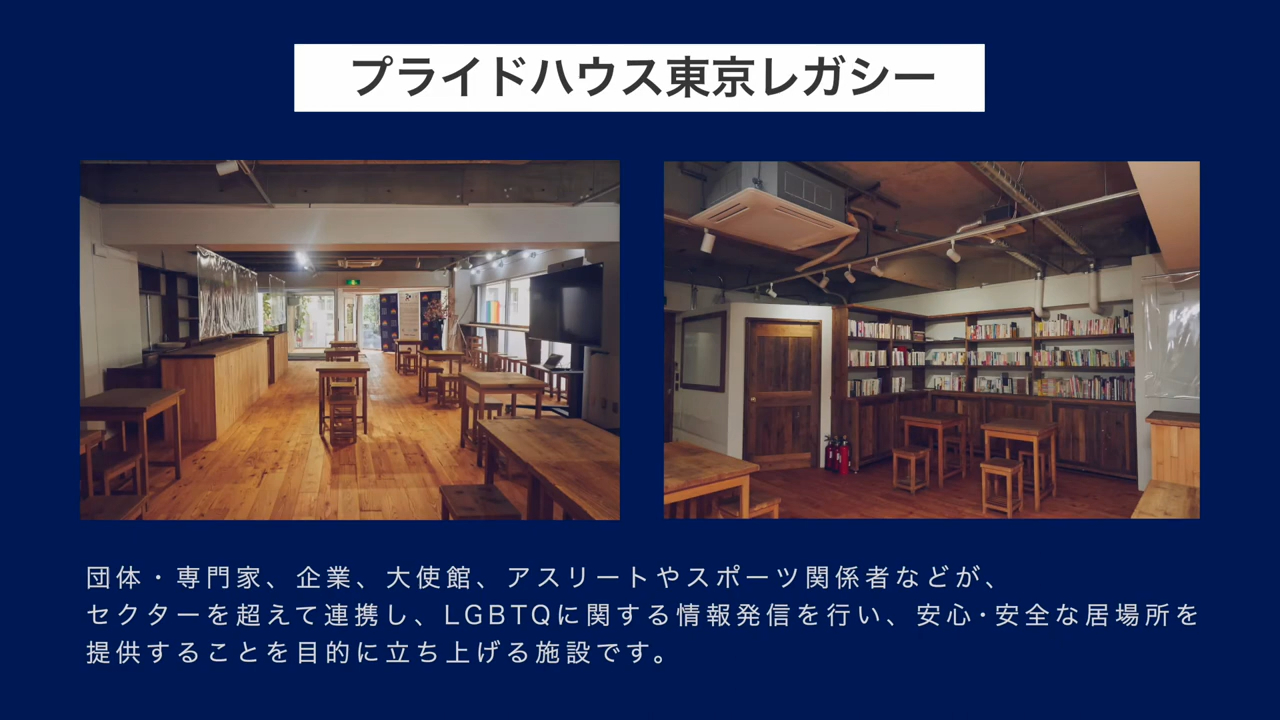 プライドハウス東京レガシー
団体・専門家、企業、大使館、アスリートやスポーツ関係者などが、
セクターを超えて連携し、LGBTQに関する情報発信を行い、安心・安全な居場所を
提供することを目的に立ち上げる施設です。